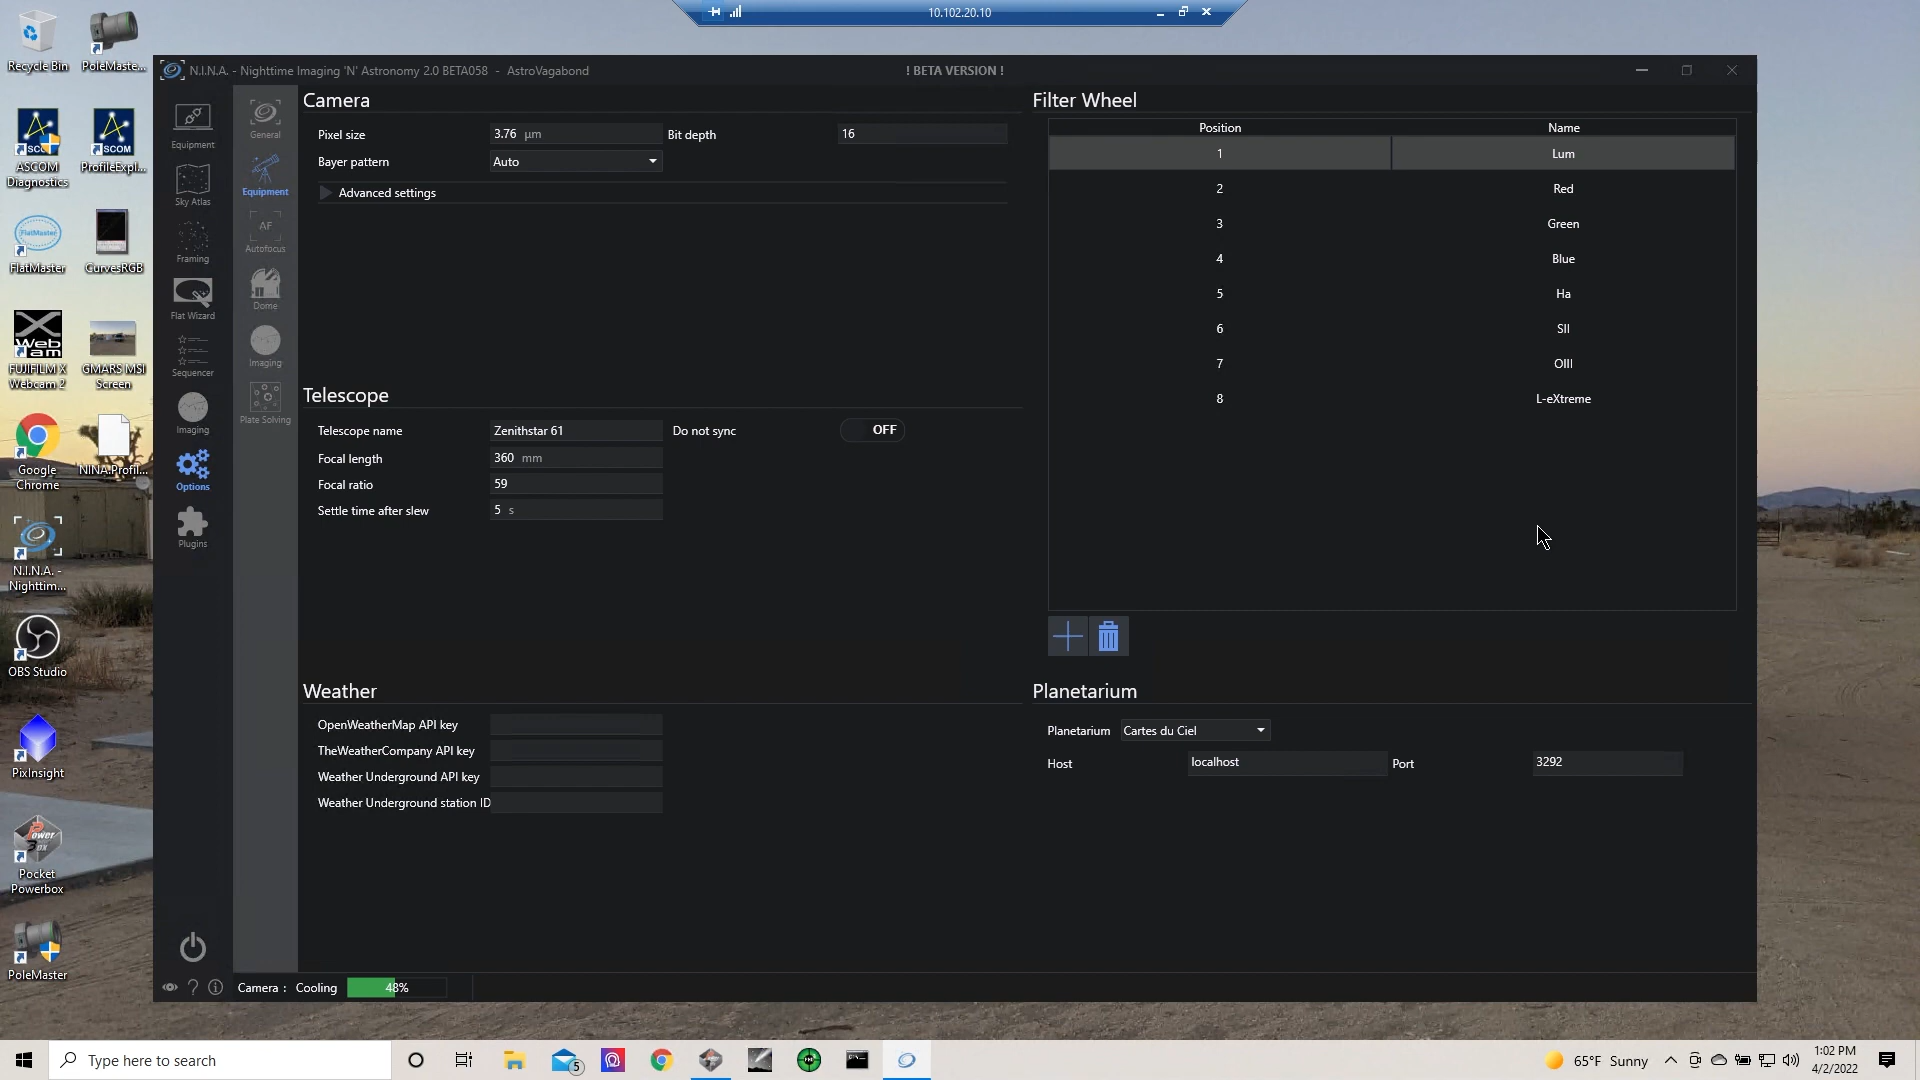 10.102.20.10
Recycle Bin
PoleMaste...
ASCOM
Diagnostics
ProfileExpl...
FlatMaster
FlatMaster
CurvesRGB
Web
am
FUJIFILM X
Webcam 2
GMARS MSI
Screen
Google
Chrome
NINA.Profil...
N.I.N.A. -
Nighttim...
OBS Studio
PixInsight
Power
Box
Pocket
Powerbox
PoleMaster
N.I.N.A. - Nighttime Imaging 'N' Astronomy 2.0 BETA058 - AstroVagabond
! BETA VERSION !
Equipment
Sky Atlas
Framing
Flat Wizard
Sequencer
Imaging
Options
Plugins
General
Equipment
AF
Autofocus
Dome
Imaging
Plate Solving
Camera
Pixel size 3.76 µm Bit depth 16
Bayer pattern Auto
Advanced settings
Telescope
Telescope name Zenithstar 61 Do not sync OFF
Focal length 360 mm
Focal ratio 59
Settle time after slew 5 s
Weather
OpenWeatherMap API key
TheWeatherCompany API key
Weather Underground API key
Weather Underground station ID
Filter Wheel
Position Name
1 Lum
2 Red
3 Green
4 Blue
5 Ha
6 SII
7 OIII
8 L-eXtreme
Planetarium
Planetarium Cartes du Ciel
Host localhost Port 3292
Camera : Cooling 48%
Type here to search
5
65°F Sunny
1:02 PM
4/2/2022